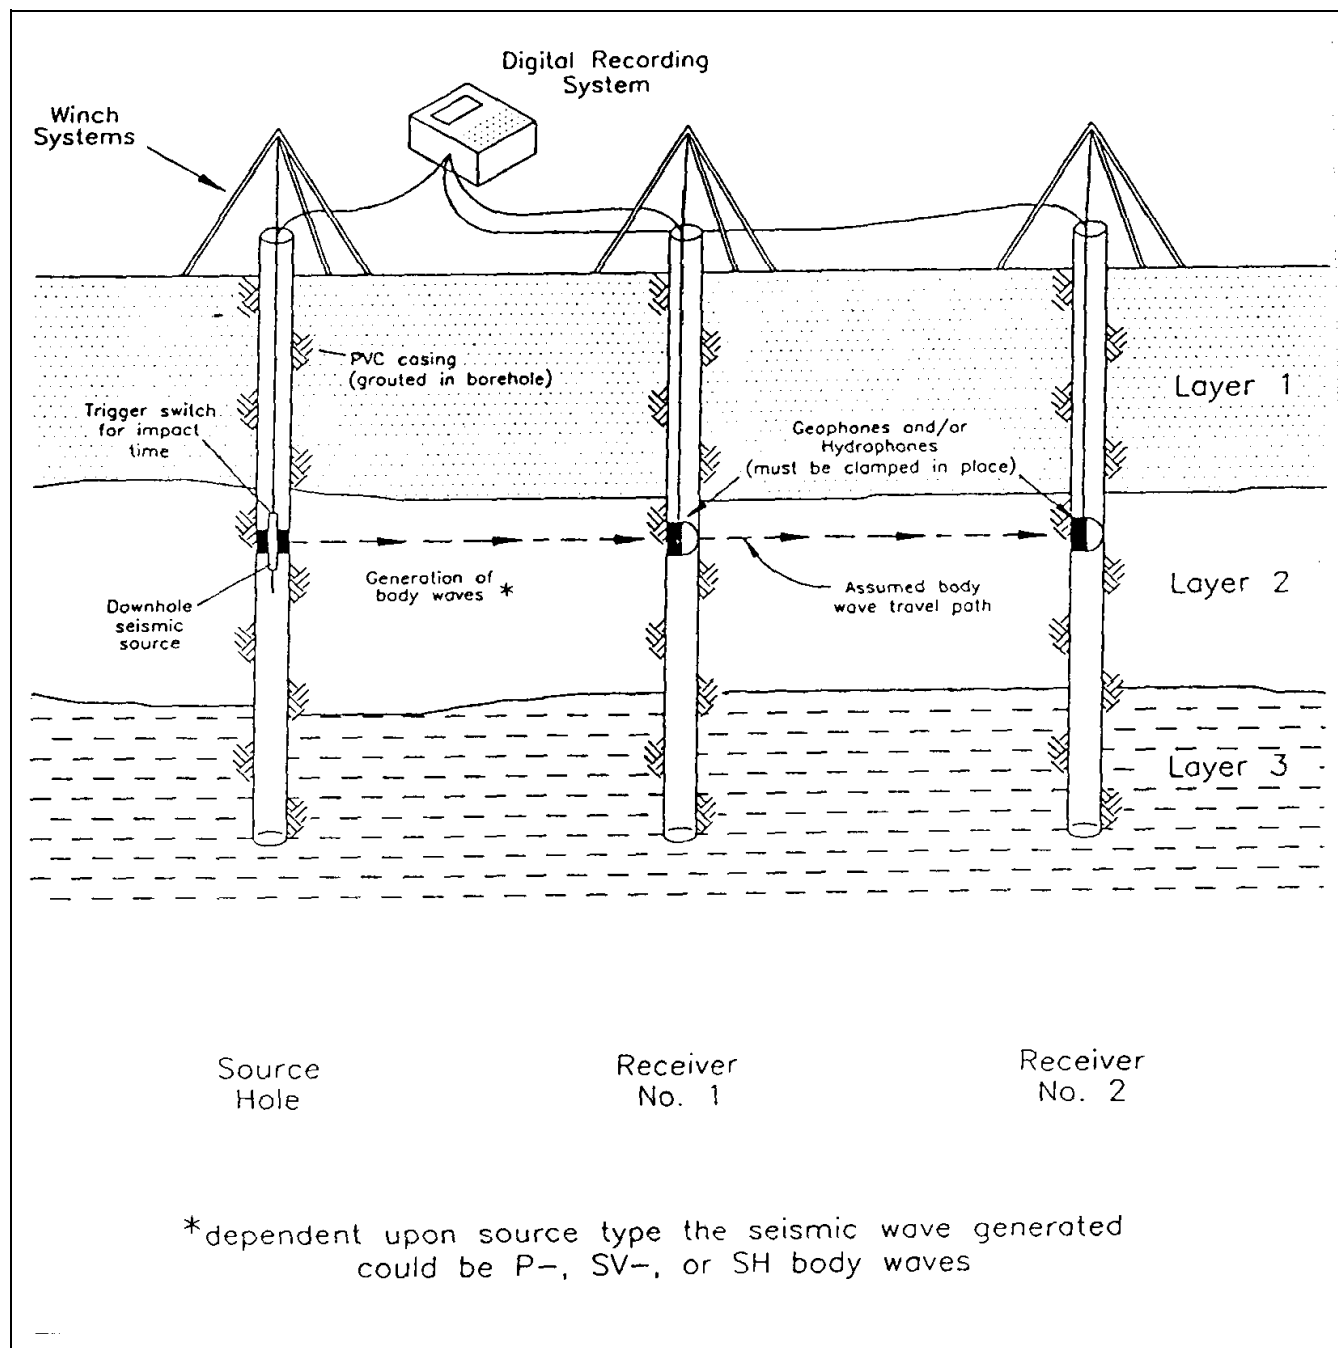 Digital Recording
System
Winch
Systems
PVC casing
(grouted in borehole)
Layer 1
Trigger switch
for impact
time
Geophones and/or
Hydrophones
(must be clamped in place)
Generation of
body waves *
Assumed body
wave travel path
Layer 2
Downhole
seismic
source
Layer 3
Source
Hole
Receiver
No. 1
Receiver
No. 2
*dependent upon source type the seismic wave generated
could be P-, SV-, or SH body waves